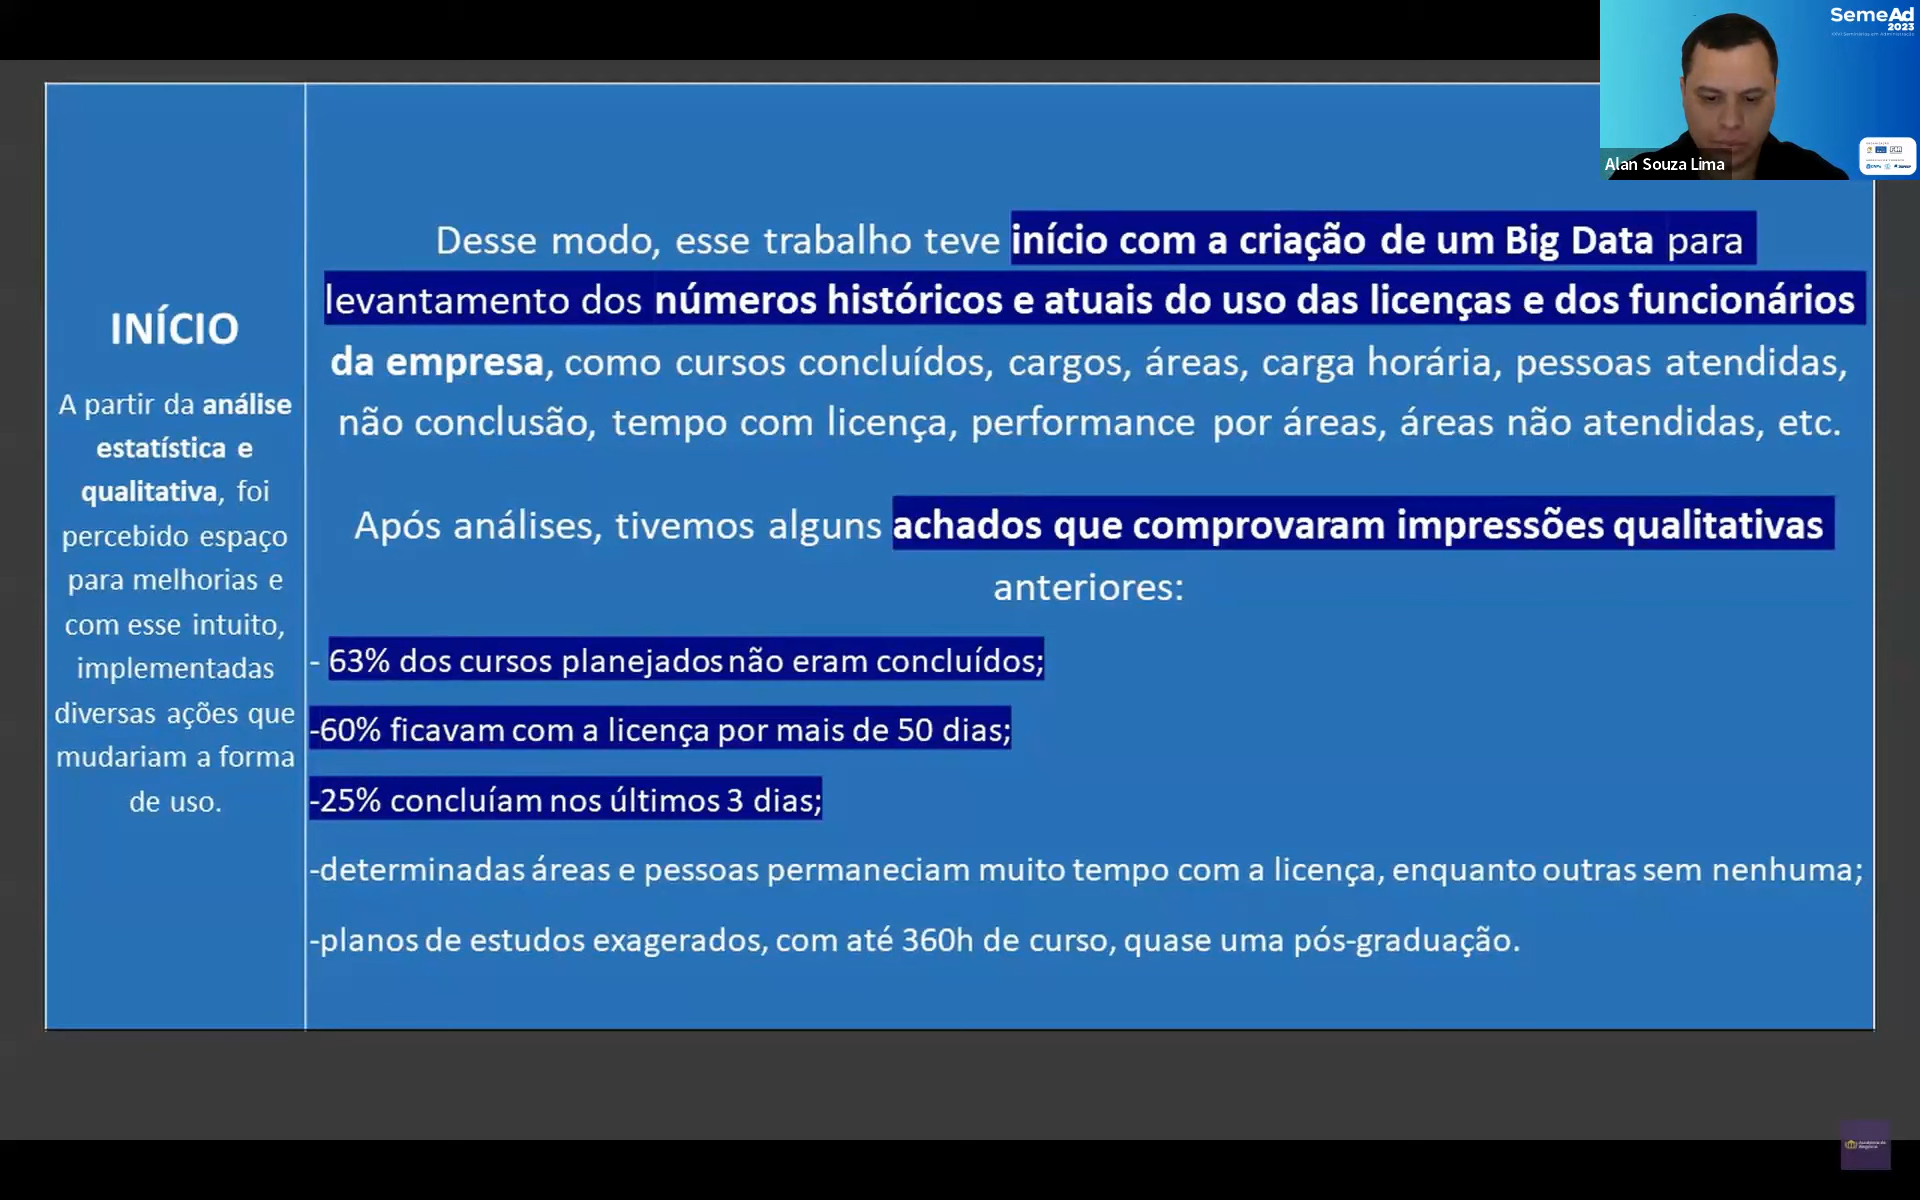 SemeAd
2023
Alan Souza Lima
INÍCIO
A partir da análise
estatística e
qualitativa, foi
percebido espaço
para melhorias e
com esse intuito,
implementadas
diversas ações que
mudariam a forma
de uso.
Desse modo, esse trabalho teve início com a criação de um Big Data para
levantamento dos números históricos e atuais do uso das licenças e dos funcionários
da empresa, como cursos concluídos, cargos, áreas, carga horária, pessoas atendidas,
não conclusão, tempo com licença, performance por áreas, áreas não atendidas, etc.
Após análises, tivemos alguns achados que comprovaram impressões qualitativas
anteriores:
- 63% dos cursos planejados não eram concluídos;
-60% ficavam com a licença por mais de 50 dias;
-25% concluíam nos últimos 3 dias;
-determinadas áreas e pessoas permaneciam muito tempo com a licença, enquanto outras sem nenhuma;
-planos de estudos exagerados, com até 360h de curso, quase uma pós-graduação.